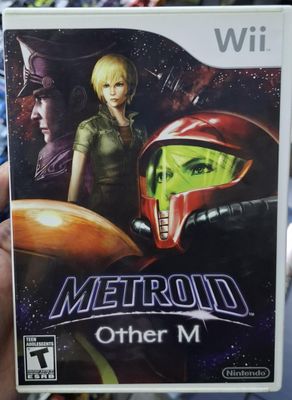 Wii
METROID
Other M
TEEN
ADOLESCENTS
T
ESRB
Nintendo